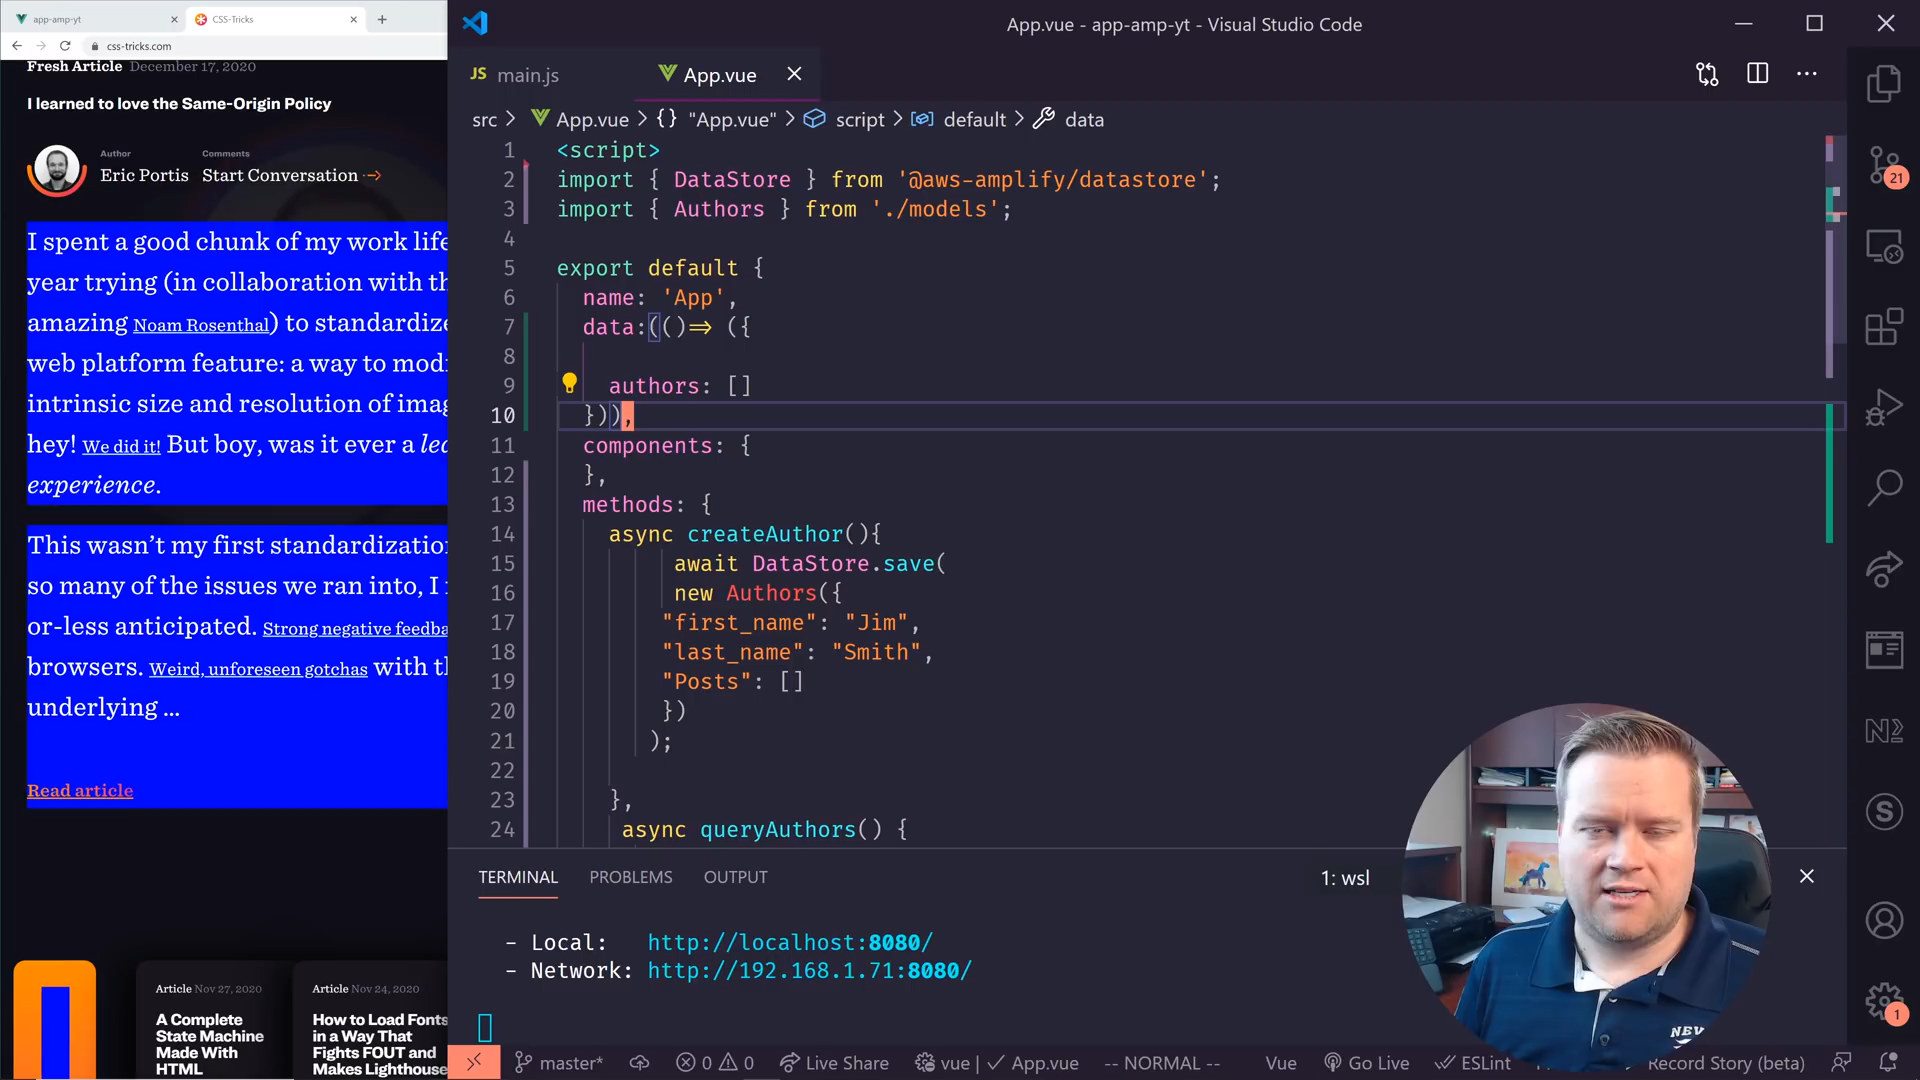 app-amp-yt
CSS-Tricks
css-tricks.com
Fresh Article December 17, 2020
I learned to love the Same-Origin Policy
Author
Comments
Eric Portis
Start Conversation →
I spent a good chunk of my work life
year trying (in collaboration with th
amazing Noam Rosenthal) to standardize
web platform feature: a way to mod
intrinsic size and resolution of imag
hey! We did it! But boy, was it ever a lea
experience.
This wasn’t my first standardization
so many of the issues we ran into, I
or-less anticipated. Strong negative feedba
browsers. Weird, unforeseen gotchas with th
underlying ...
Read article
Article Nov 27, 2020
A Complete
State Machine
Made With
HTML
Article Nov 24, 2020
How to Load Fonts
in a Way That
Fights FOUT and
Makes Lighthouse
App.vue - app-amp-yt - Visual Studio Code
JS main.js
App.vue
src > App.vue > {} "App.vue" > script > default > data
1 <script>
2 import { DataStore } from '@aws-amplify/datastore';
3 import { Authors } from './models';
4
5 export default {
6 name: 'App',
7 data:(()=> ({
8
9 authors: []
10 })),
11 components: {
12 },
13 methods: {
14 async createAuthor(){
15 await DataStore.save(
16 new Authors({
17 "first_name": "Jim",
18 "last_name": "Smith",
19 "Posts": []
20 })
21 );
22
23 },
24 async queryAuthors() {
21
1
TERMINAL PROBLEMS OUTPUT
1: wsl
- Local: http://localhost:8080/
- Network: http://192.168.1.71:8080/
NEV
master*
0 0
Live Share
vue | ✓ App.vue
-- NORMAL --
Vue
Go Live
ESLint
Record Story (beta)